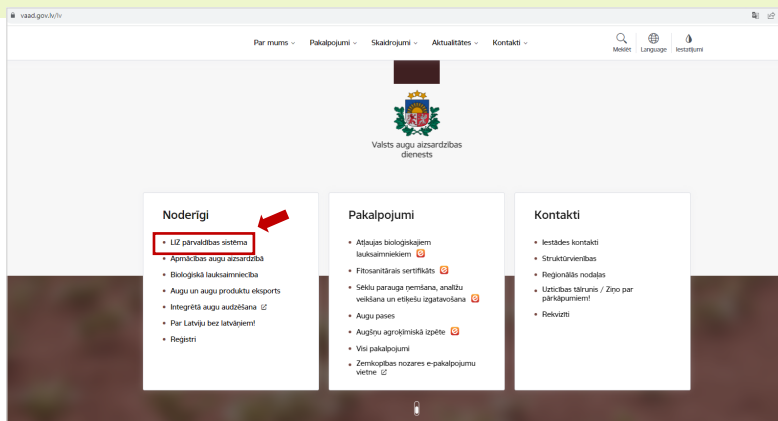 vaad.gov.lv/lv
Par mums
Pakalpojumi
Skaidrojumi
Aktualitātes
Kontakti
Meklēt
Language
Iestatījumi
Valsts augu aizsardzības
dienests
Noderīgi
LIZ pārvaldības sistēma
Apmācības augu aizsardzībā
Bioloģiskā lauksaimniecība
Augu un augu produktu eksports
Integrētā augu audzēšana
Par Latviju bez latvāņiem!
Reģistri
Pakalpojumi
Atļaujas bioloģiskajiem
lauksaimniekiem
Fitosanitārais sertifikāts
Sēklu parauga ņemšana, analīžu
veikšana un etiķešu izgatavošana
Augu pases
Augšņu agroķīmiskā izpēte
Visi pakalpojumi
Zemkopības nozares e-pakalpojumu
vietne
Kontakti
Iestādes kontakti
Struktūrvienības
Reģionālās nodaļas
Uzticības tālrunis / Ziņo par
pārkāpumiem!
Rekvizīti